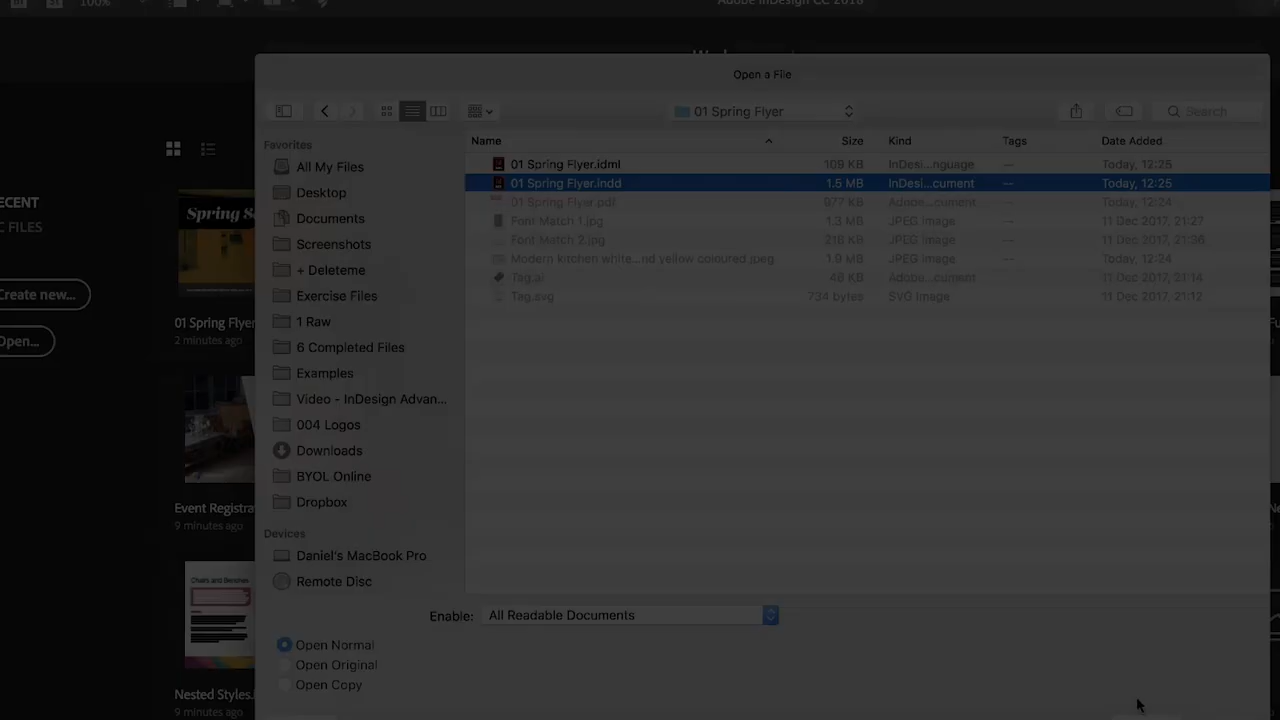 100%
Adobe InDesign CC 2018
Open a File
01 Spring Flyer
Search
Favorites
All My Files
Desktop
Documents
Screenshots
+ Deleteme
Exercise Files
1 Raw
6 Completed Files
Examples
Video - InDesign Advan...
004 Logos
Downloads
BYOL Online
Dropbox
Devices
Daniel's MacBook Pro
Remote Disc
Name Size Kind Tags Date Added
01 Spring Flyer.idml 109 KB InDesi...nguage -- Today, 12:25
01 Spring Flyer.indd 1.5 MB InDesi...cument -- Today, 12:25
01 Spring Flyer.pdf 977 KB Adobe...cument -- Today, 12:24
Font Match 1.jpg 1.3 MB JPEG image -- 11 Dec 2017, 21:27
Font Match 2.jpg 218 KB JPEG image -- 11 Dec 2017, 21:36
Modern kitchen white...nd yellow coloured.jpeg 1.9 MB JPEG image -- Today, 12:24
Tag.ai 46 KB Adobe...cument -- 11 Dec 2017, 21:14
Tag.svg 734 bytes SVG image -- 11 Dec 2017, 21:12
Enable: All Readable Documents
Open Normal
Open Original
Open Copy
RECENT
C FILES
Create new...
Open...
Spring
01 Spring Flyer
2 minutes ago
Event Registra
9 minutes ago
Chairs and Benches
Nested Styles.
9 minutes ago